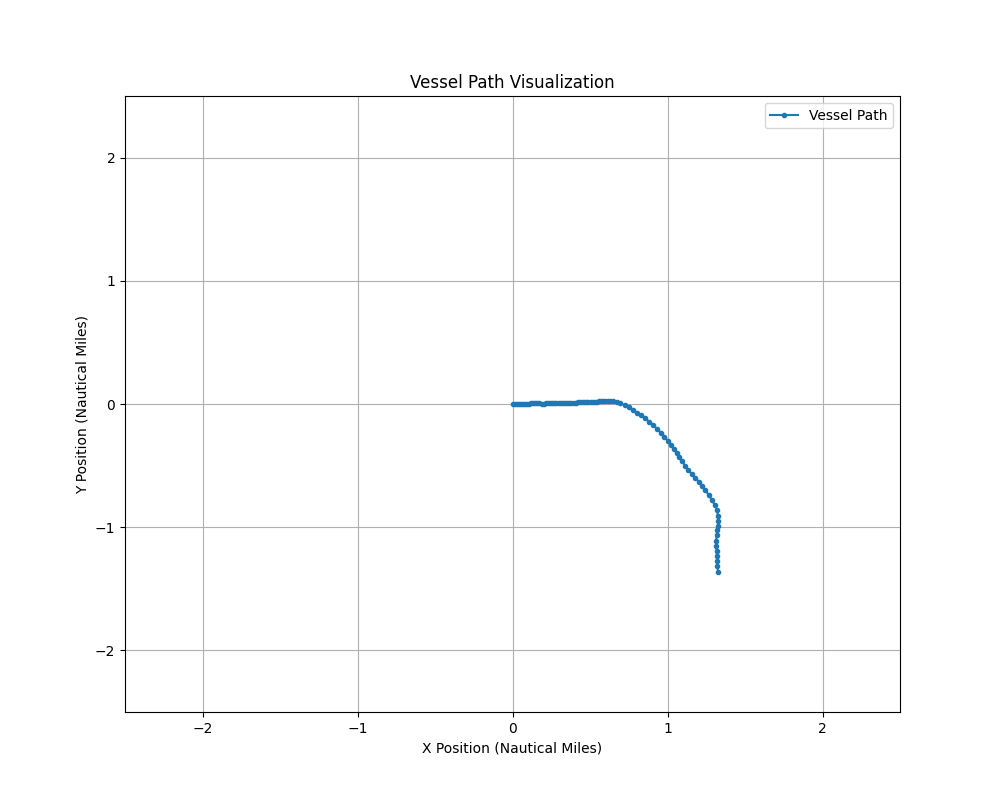 Vessel Path Visualization
Vessel Path
2
1
0
−1
−2
Y Position (Nautical Miles)
−2
−1
0
1
2
X Position (Nautical Miles)